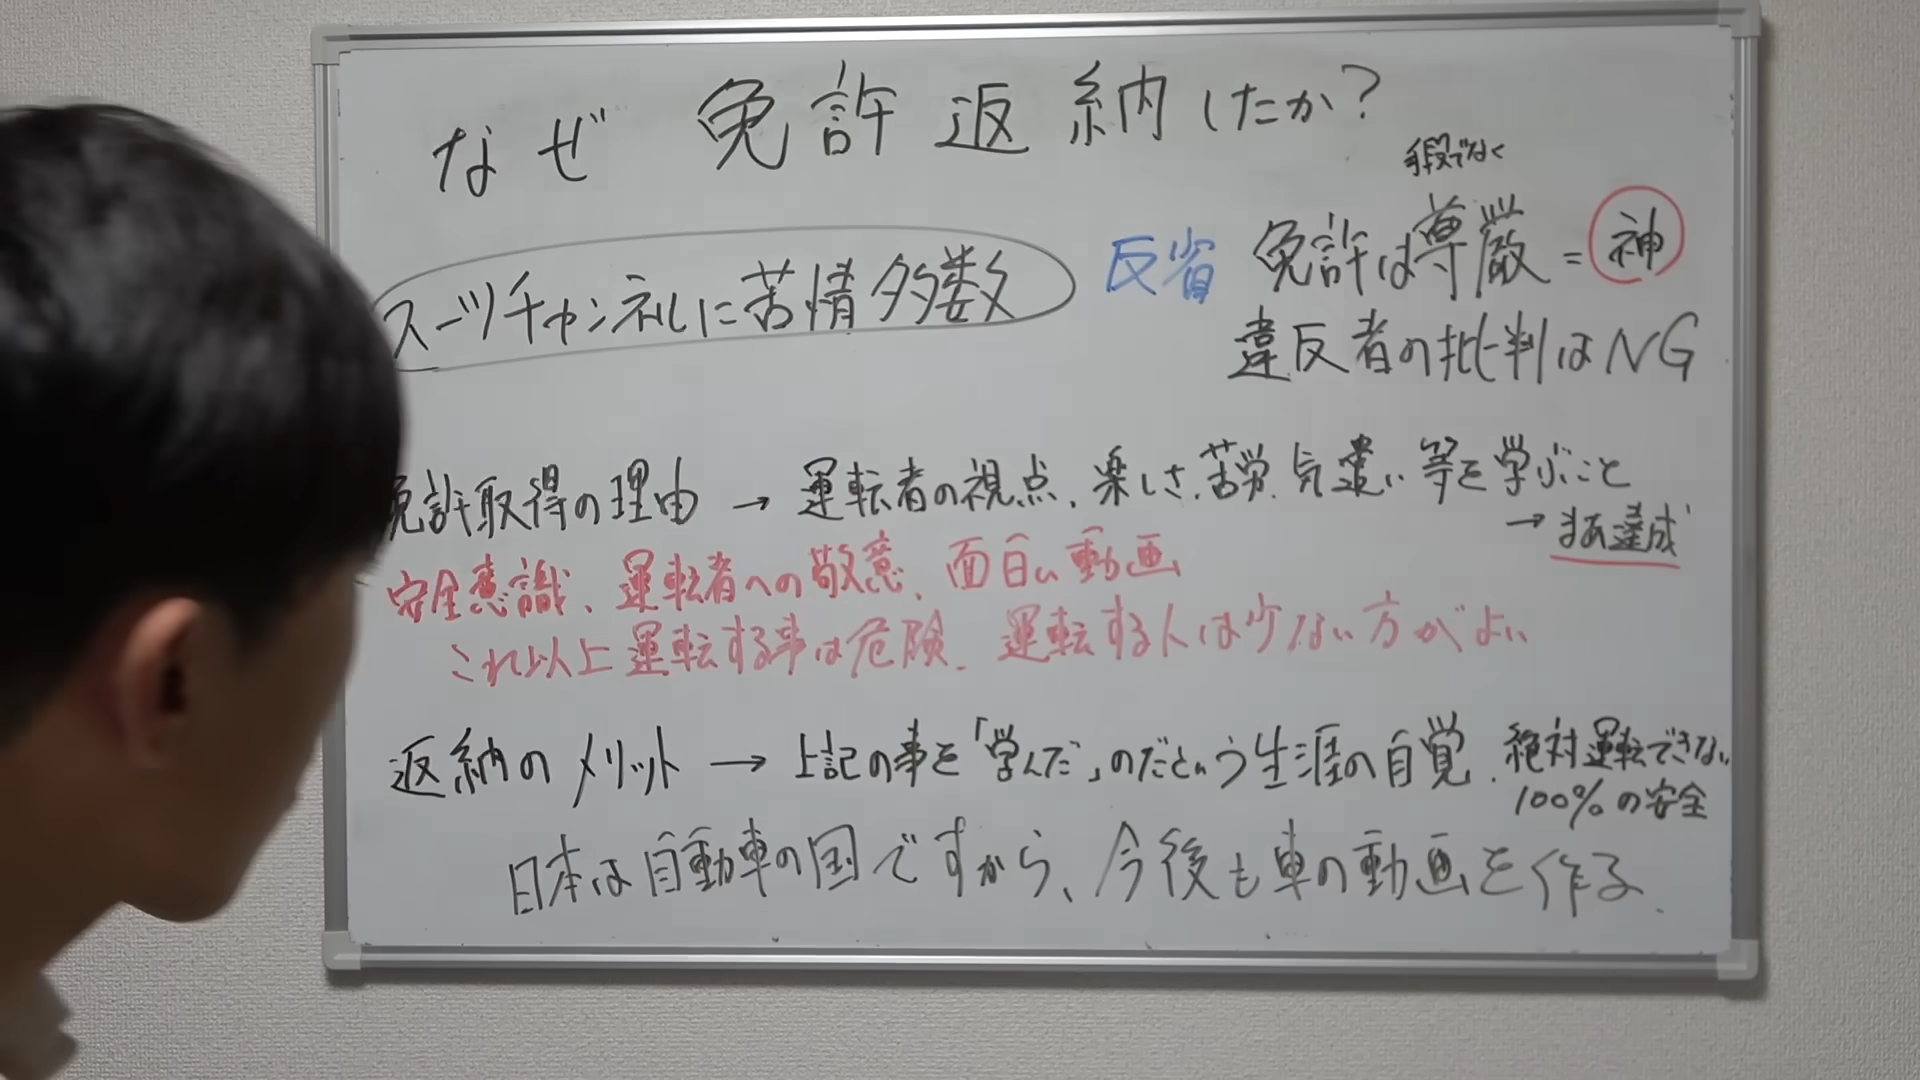 なぜ 免許返納したか?
手段でなく
スーツチャンネルに苦情多数
反省 免許は尊厳 = 神
違反者の批判はNG
免許取得の理由 → 運転者の視点、楽しさ、苦労、気遣い等を学ぶこと
→ まあ達成
安全意識、運転者への敬意、面白い動画
これ以上運転する事は危険、運転する人は少ない方がよい
返納のメリット → 上記の事を「学んだ」のだという生涯の自覚、絶対運転できない
100%の安全
日本は自動車の国ですから、今後も車の動画を作る。